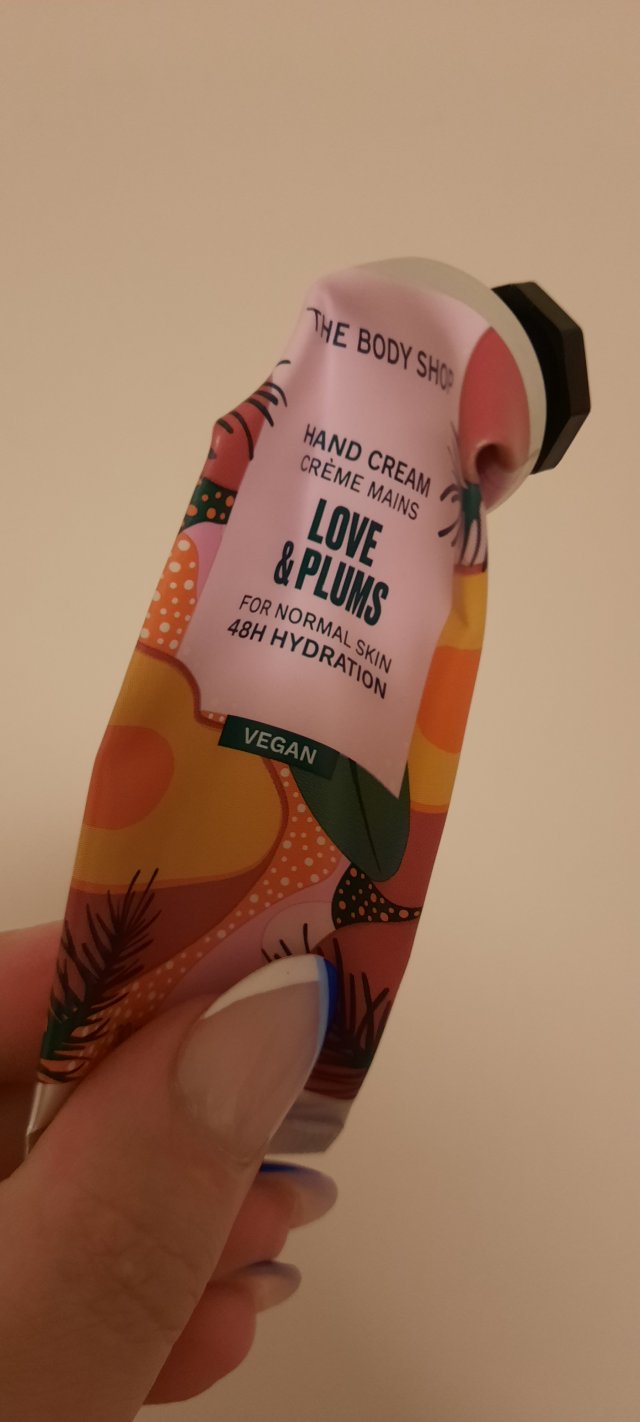 THE BODY SHOP
HAND CREAM
CRÈME MAINS
LOVE
& PLUMS
FOR NORMAL SKIN
48H HYDRATION
VEGAN